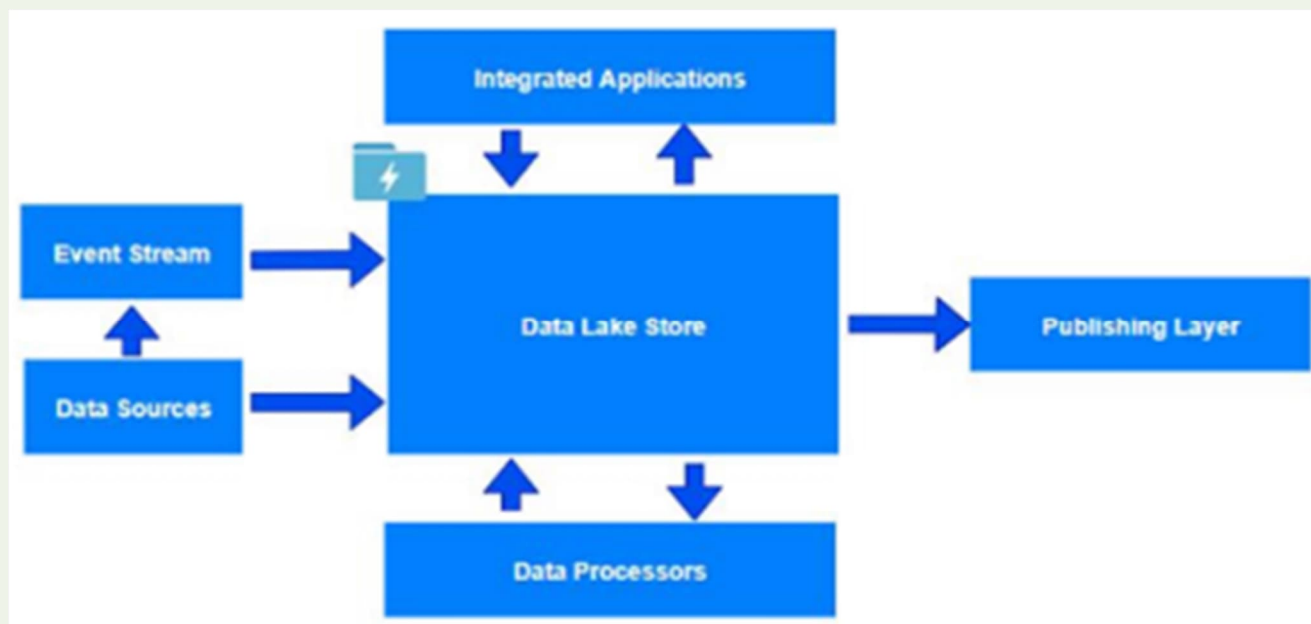 Integrated Applications
Event Stream
Data Lake Store
Publishing Layer
Data Sources
Data Processors